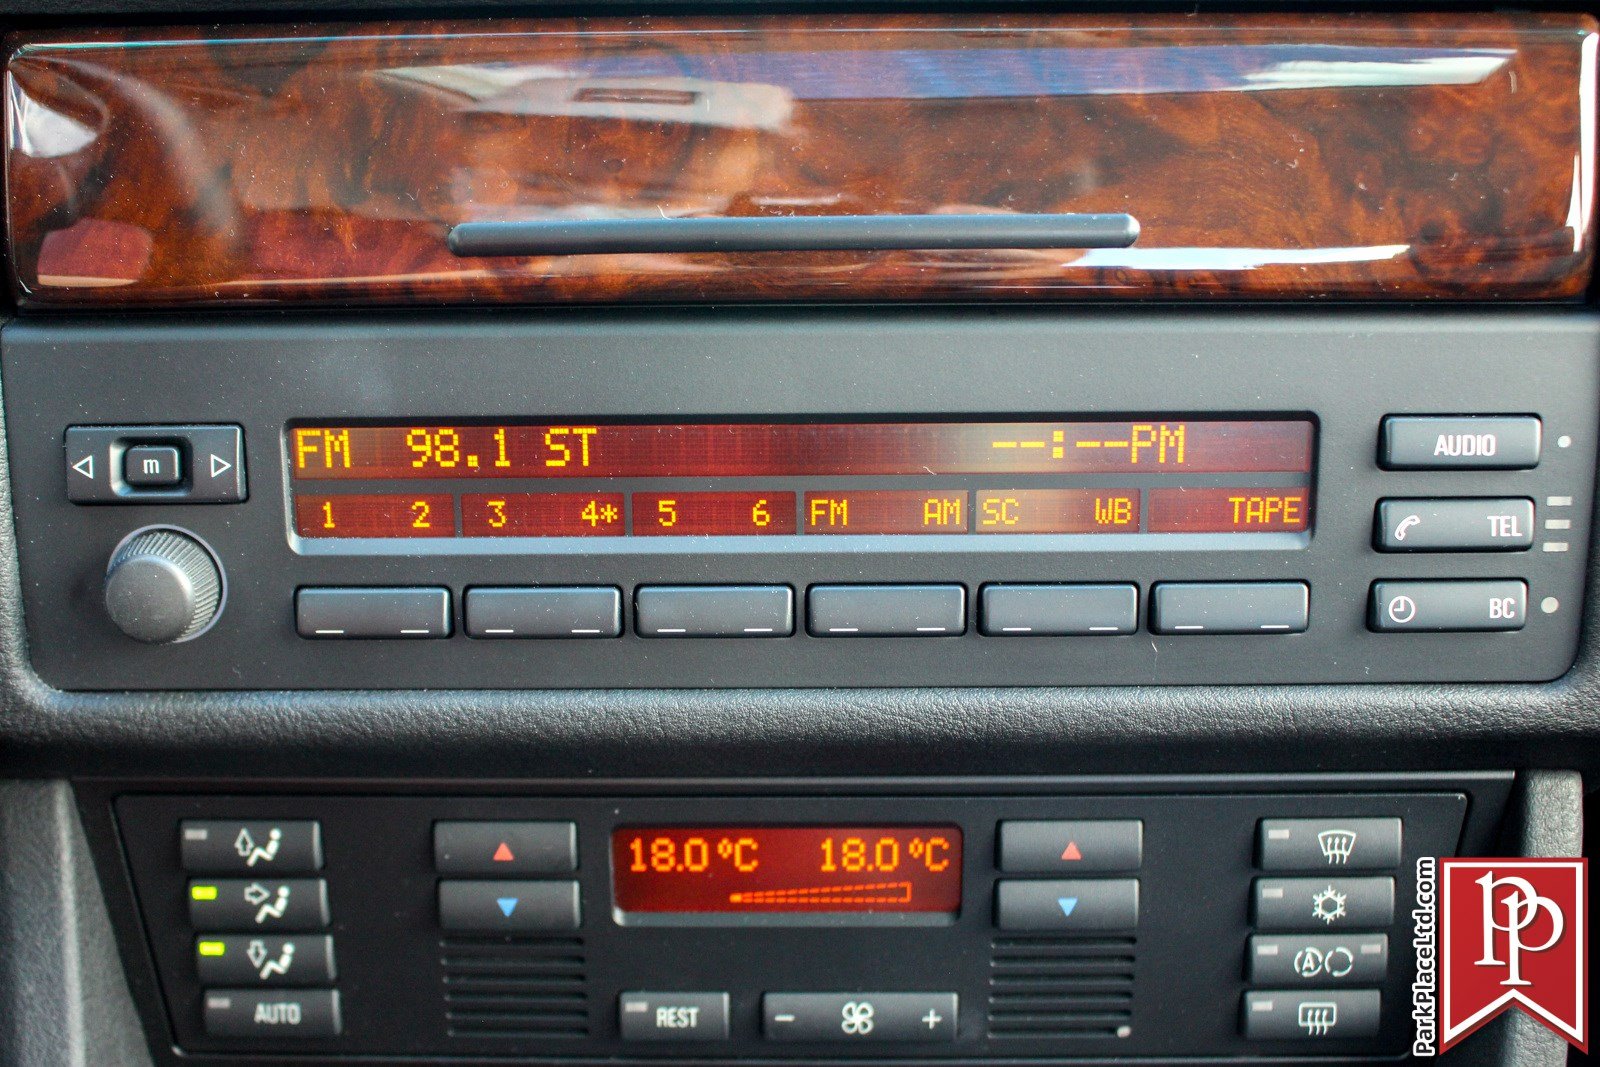 FM 98.1 ST --:--PM
1 2 3 4* 5 6 FM AM SC WB TAPE
m
AUDIO
TEL
BC
18.0°C 18.0°C
AUTO
REST
- +
A
ParkPlaceLtd.com
PP